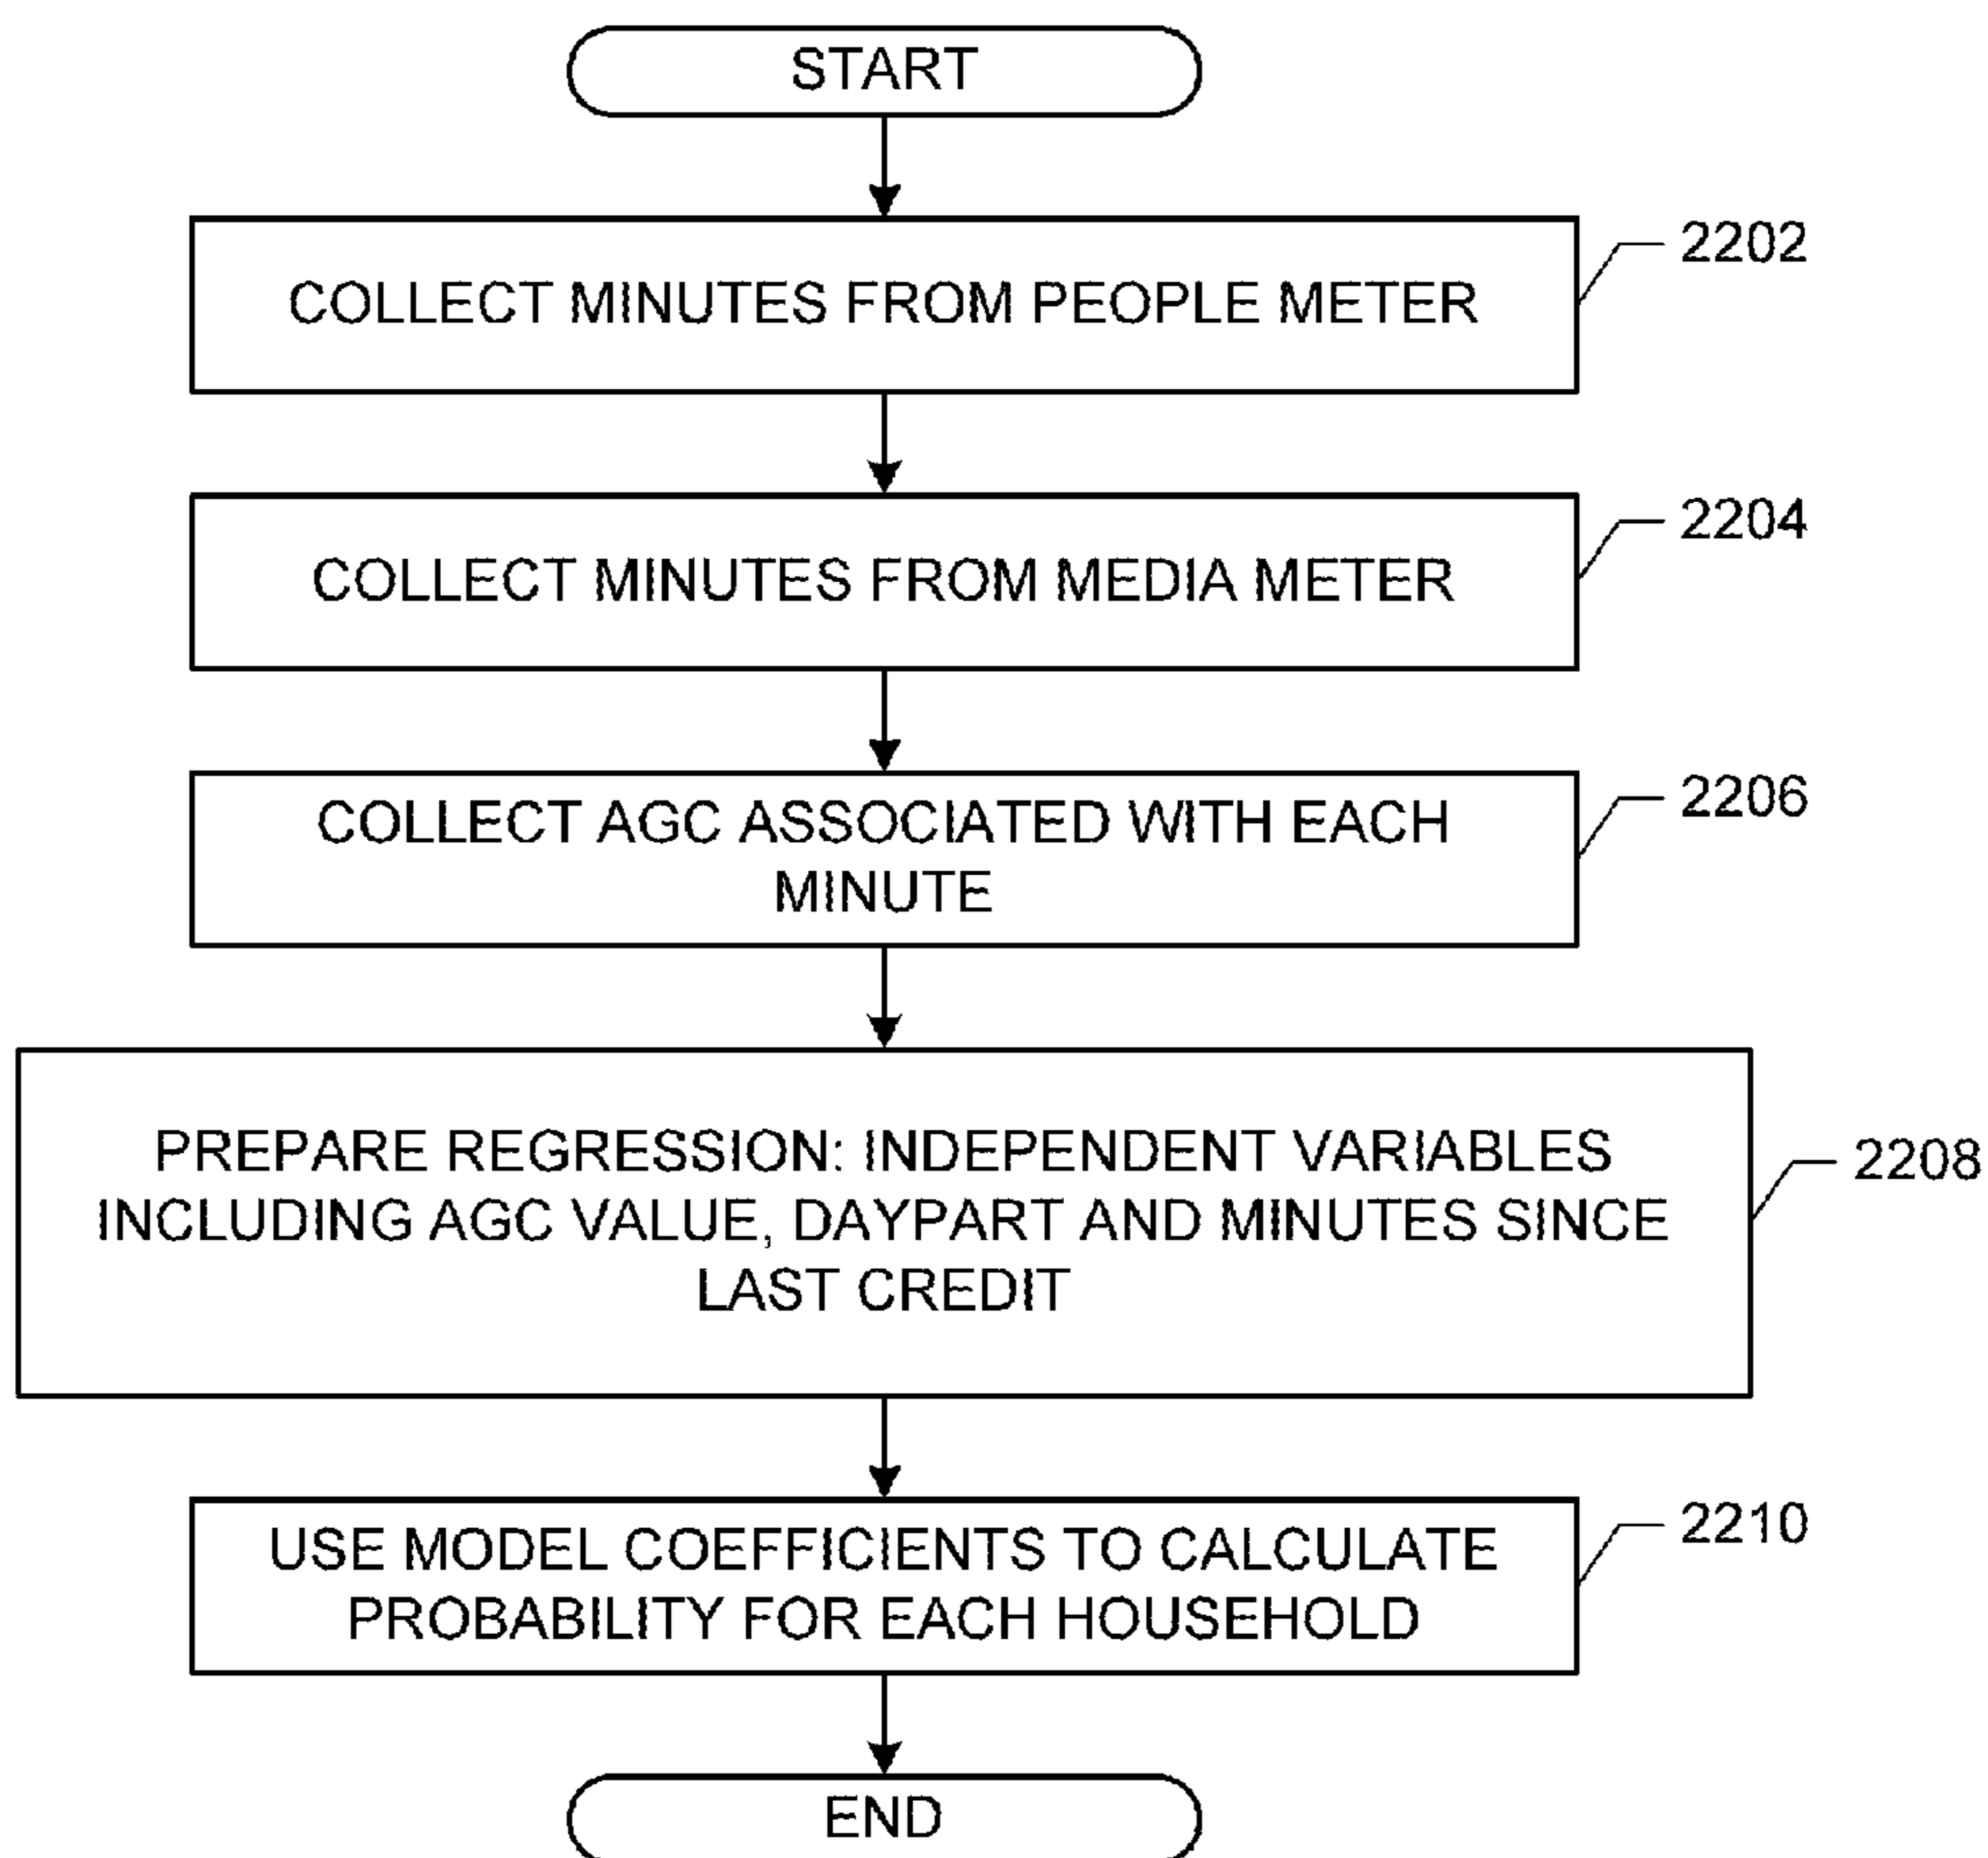 START
COLLECT MINUTES FROM PEOPLE METER
2202
COLLECT MINUTES FROM MEDIA METER
2204
COLLECT AGC ASSOCIATED WITH EACH
MINUTE
2206
PREPARE REGRESSION: INDEPENDENT VARIABLES
INCLUDING AGC VALUE, DAYPART AND MINUTES SINCE
LAST CREDIT
2208
USE MODEL COEFFICIENTS TO CALCULATE
PROBABILITY FOR EACH HOUSEHOLD
2210
END